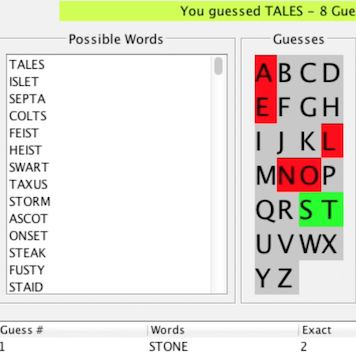 You guessed TALES - 8 Gue
Possible Words
TALES
ISLET
SEPTA
COLTS
FEIST
HEIST
SWART
TAXUS
STORM
ASCOT
ONSET
STEAK
FUSTY
STAID
Guesses
A B C D
E F G H
I J K L
M N O P
Q R S T
U V W X
Y Z
Guess # Words Exact
1 STONE 2